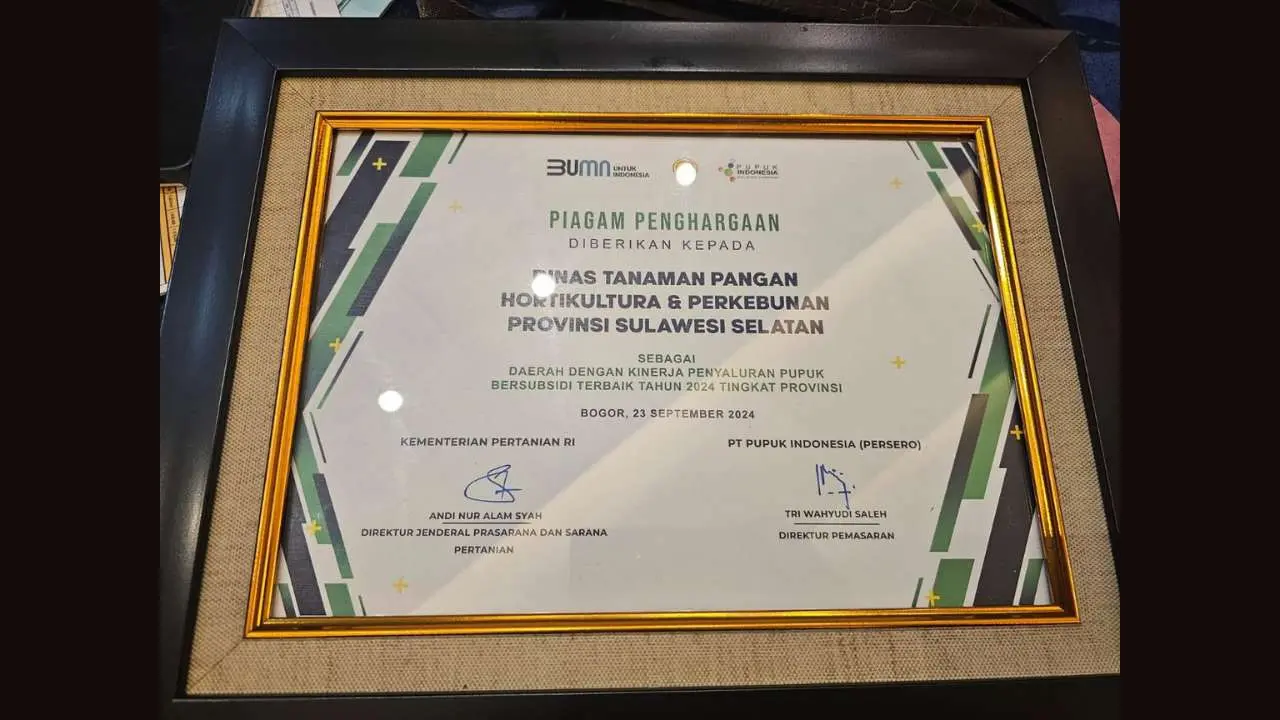 BUMN UNTUK INDONESIA
PUPUK INDONESIA
PIAGAM PENGHARGAAN
DIBERIKAN KEPADA
DINAS TANAMAN PANGAN
HORTIKULTURA & PERKEBUNAN
PROVINSI SULAWESI SELATAN
SEBAGAI
DAERAH DENGAN KINERJA PENYALURAN PUPUK
BERSUBSIDI TERBAIK TAHUN 2024 TINGKAT PROVINSI
BOGOR, 23 SEPTEMBER 2024
KEMENTERIAN PERTANIAN RI
ANDI NUR ALAM SYAH
DIREKTUR JENDERAL PRASARANA DAN SARANA
PERTANIAN
PT PUPUK INDONESIA (PERSERO)
TRI WAHYUDI SALEH
DIREKTUR PEMASARAN